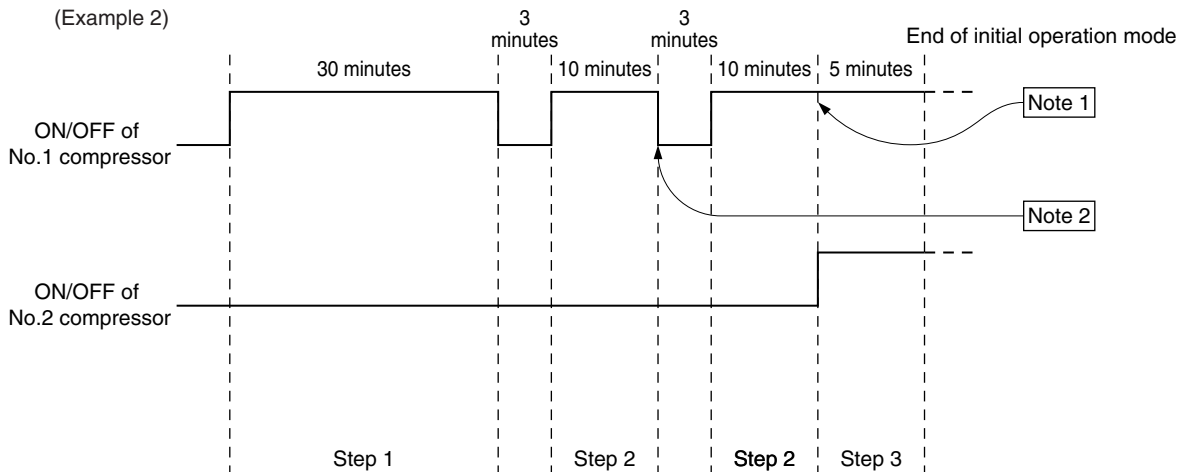 (Example 2)
3
minutes
3
minutes
End of initial operation mode
30 minutes
10 minutes
10 minutes
5 minutes
Note 1
ON/OFF of
No.1 compressor
Note 2
ON/OFF of
No.2 compressor
Step 1
Step 2
Step 2
Step 3